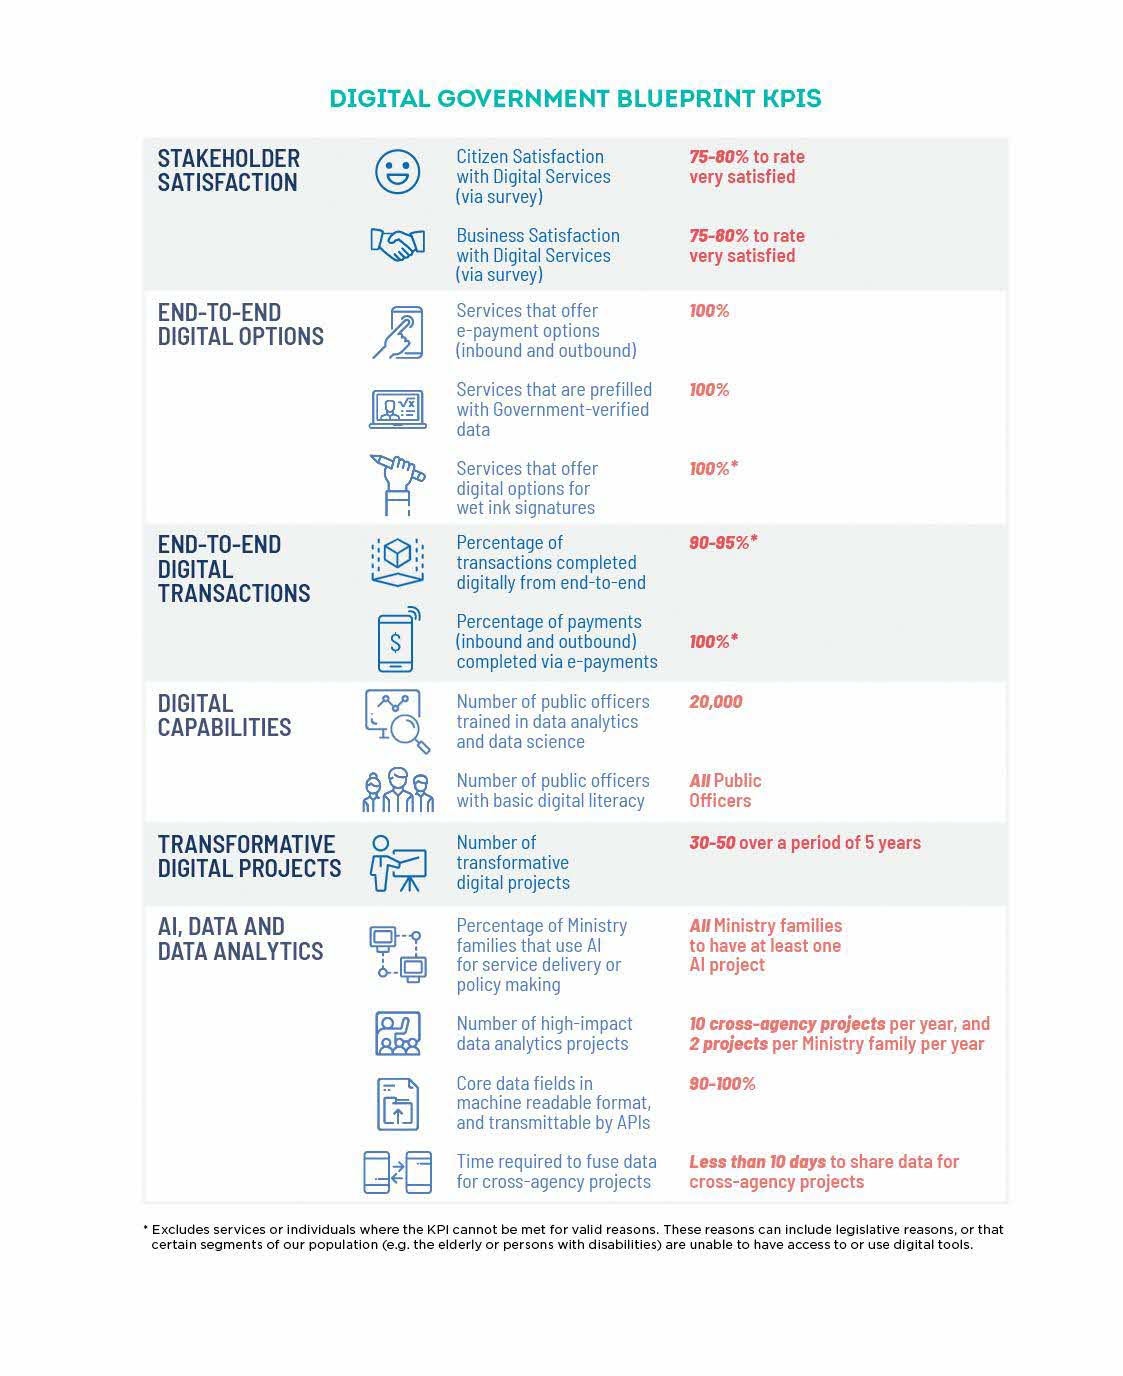 DIGITAL GOVERNMENT BLUEPRINT KPIS
STAKEHOLDER
SATISFACTION
Citizen Satisfaction
with Digital Services
(via survey)
75-80% to rate
very satisfied
Business Satisfaction
with Digital Services
(via survey)
75-80% to rate
very satisfied
END-TO-END
DIGITAL OPTIONS
Services that offer
e-payment options
(inbound and outbound)
100%
Services that are prefilled
with Government-verified
data
100%
Services that offer
digital options for
wet ink signatures
100%*
END-TO-END
DIGITAL
TRANSACTIONS
Percentage of
transactions completed
digitally from end-to-end
90-95%*
$
Percentage of payments
(inbound and outbound)
completed via e-payments
100%*
DIGITAL
CAPABILITIES
Number of public officers
trained in data analytics
and data science
20,000
Number of public officers
with basic digital literacy
All Public
Officers
TRANSFORMATIVE
DIGITAL PROJECTS
Number of
transformative
digital projects
30-50 over a period of 5 years
AI, DATA AND
DATA ANALYTICS
Percentage of Ministry
families that use AI
for service delivery or
policy making
All Ministry families
to have at least one
AI project
Number of high-impact
data analytics projects
10 cross-agency projects per year, and
2 projects per Ministry family per year
Core data fields in
machine readable format,
and transmittable by APIs
90-100%
Time required to fuse data
for cross-agency projects
Less than 10 days to share data for
cross-agency projects
* Excludes services or individuals where the KPI cannot be met for valid reasons. These reasons can include legislative reasons, or that
certain segments of our population (e.g. the elderly or persons with disabilities) are unable to have access to or use digital tools.